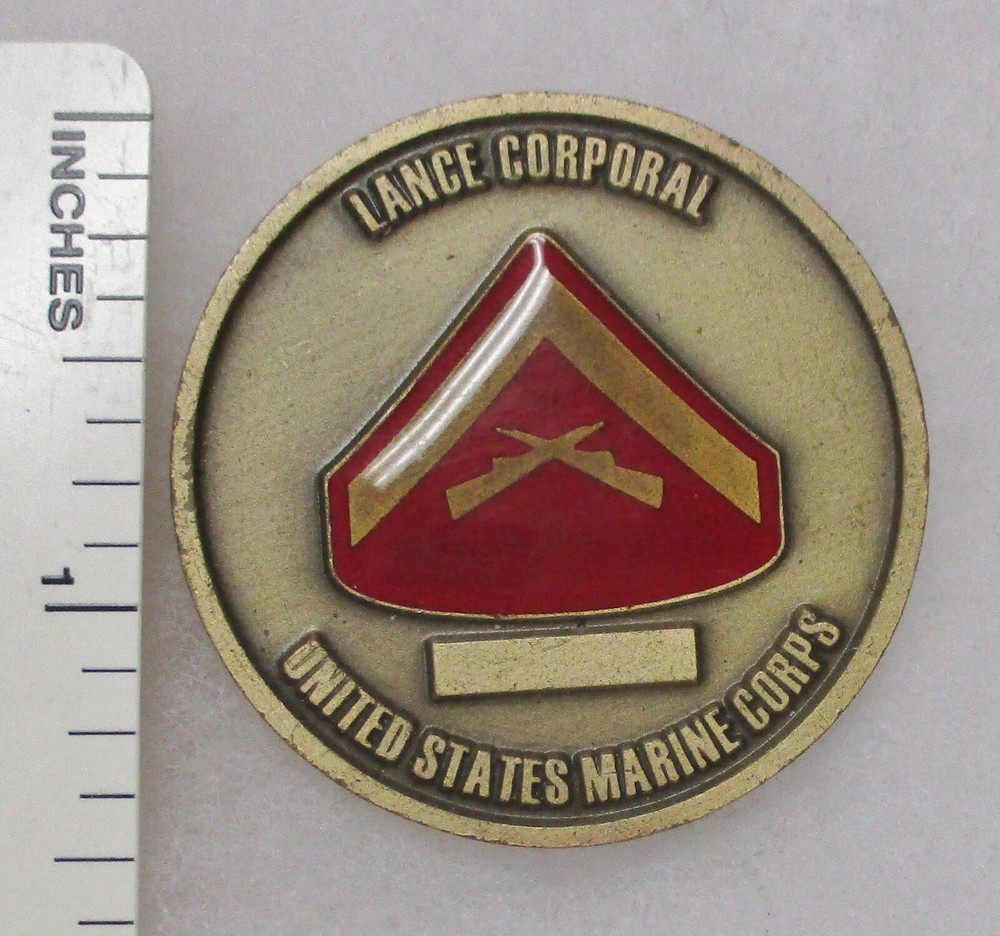 INCHES
1
LANCE CORPORAL
UNITED STATES MARINE CORPS